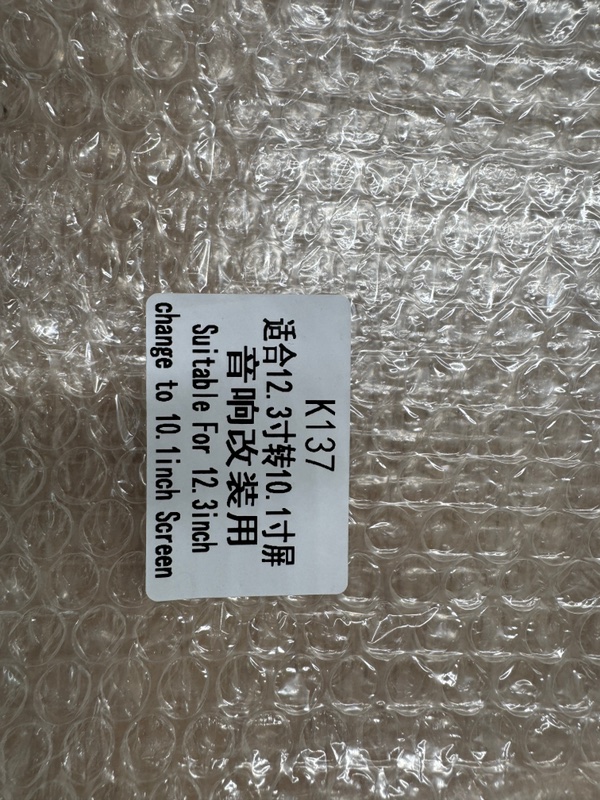 K137
适合12.3寸转10.1寸屏
音响改装用
Suitable For 12.3inch
change to 10.1inch Screen